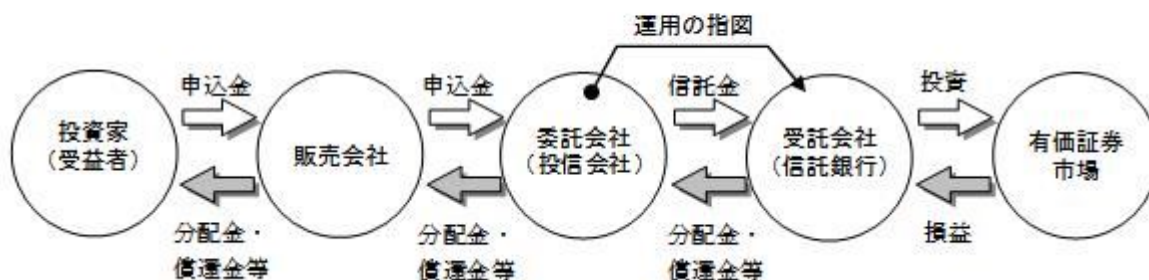 運用の指図
申込金
申込金
信託金
投資
投資家
(受益者)
販売会社
委託会社
(投信会社)
受託会社
(信託銀行)
有価証券
市場
分配金・
償還金等
分配金・
償還金等
分配金・
償還金等
損益